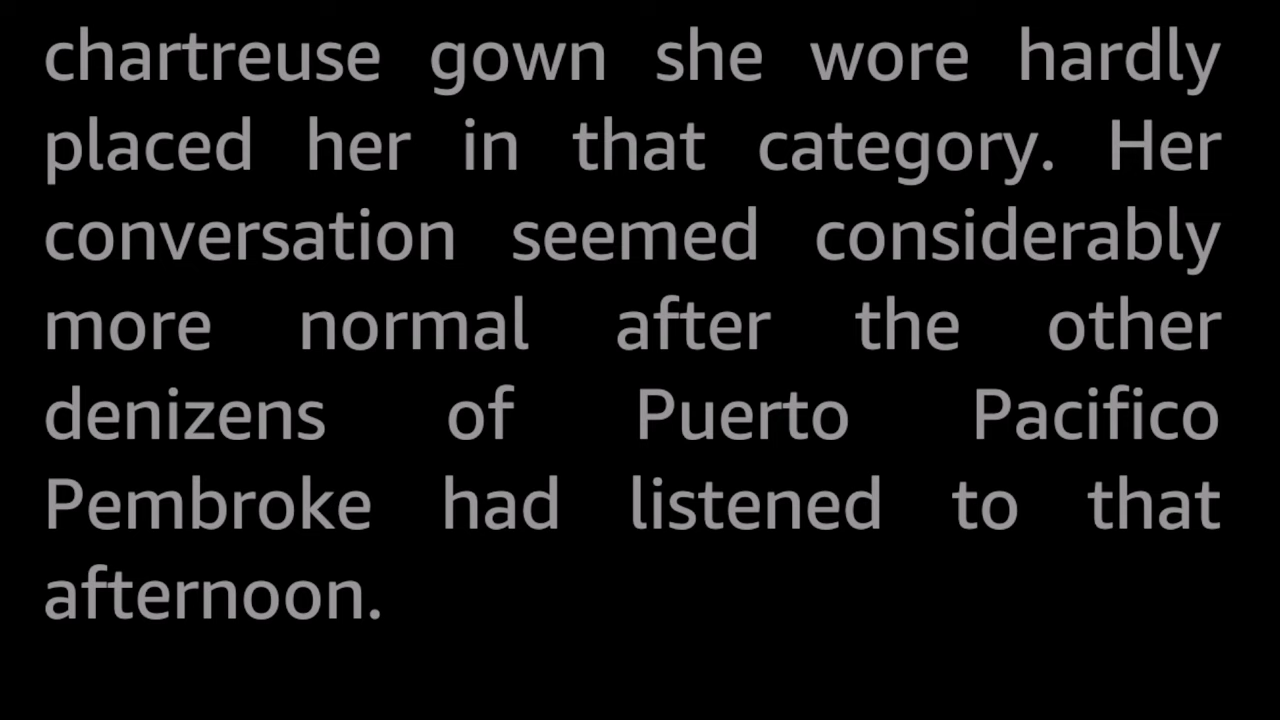 chartreuse gown she wore hardly
placed her in that category. Her
conversation seemed considerably
more normal after the other
denizens of Puerto Pacifico
Pembroke had listened to that
afternoon.